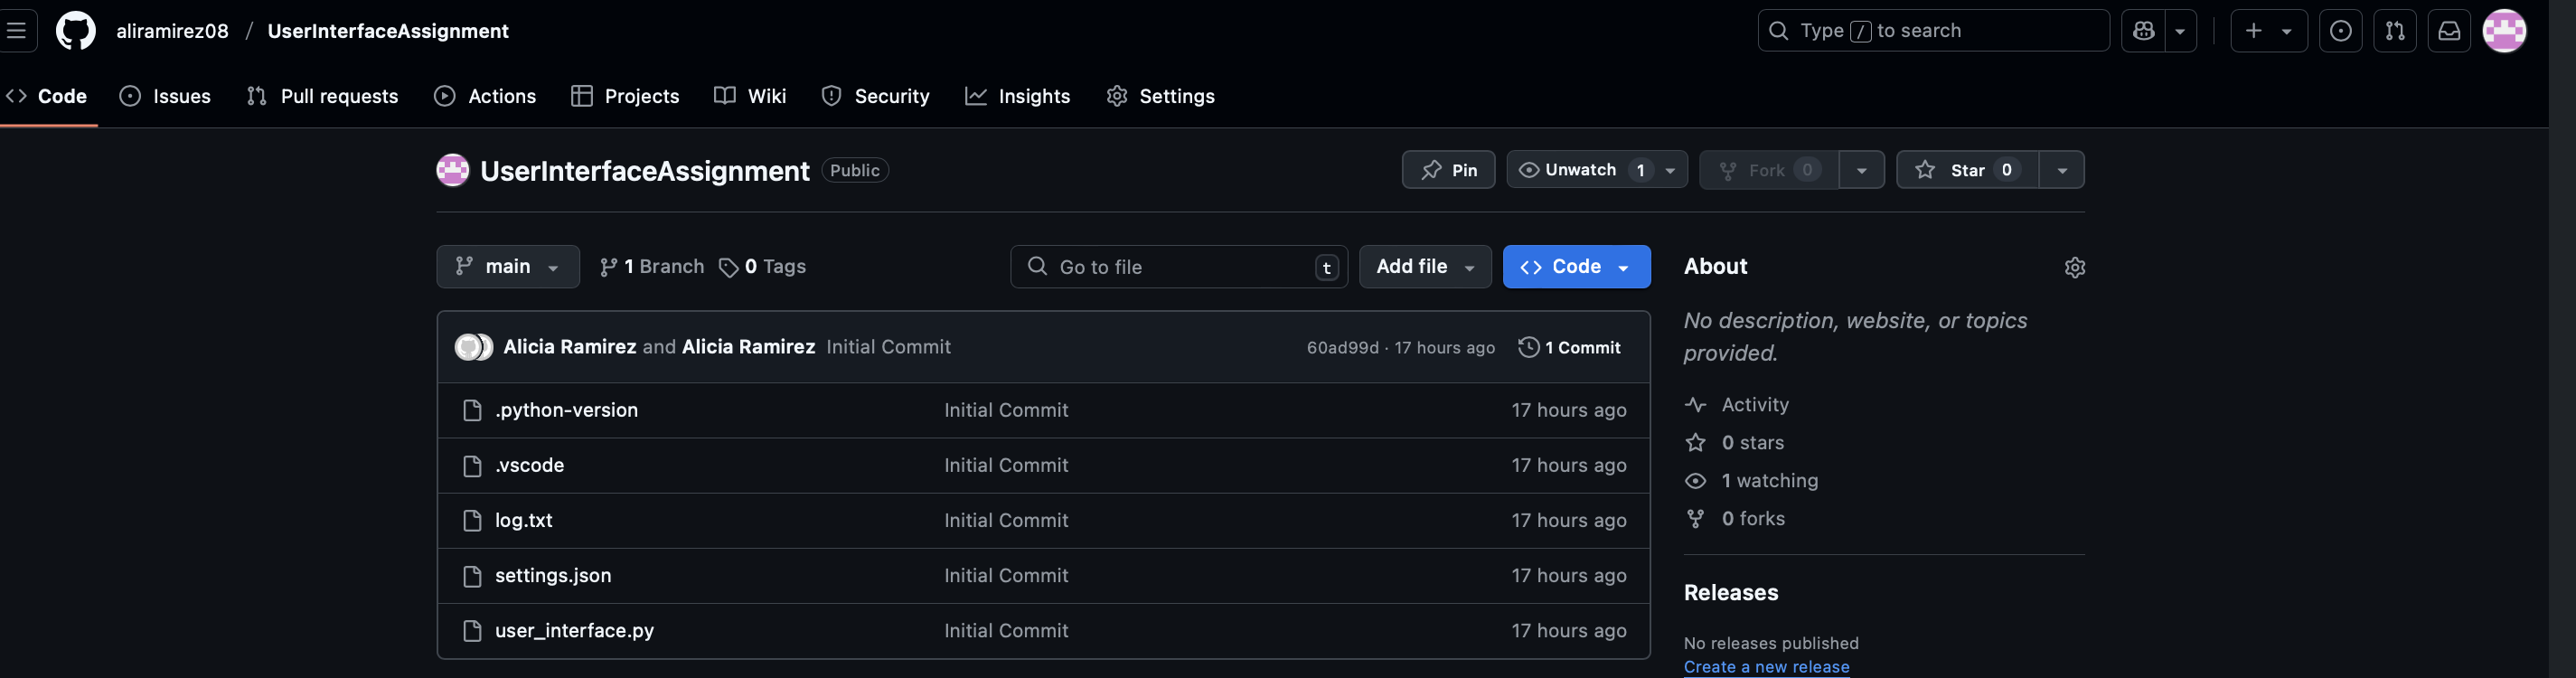 aliramirez08 / UserInterfaceAssignment
Type / to search
Code Issues Pull requests Actions Projects Wiki Security Insights Settings
UserInterfaceAssignment Public
Pin Unwatch 1 Fork 0 Star 0
main 1 Branch 0 Tags
Go to file t Add file Code
Alicia Ramirez and Alicia Ramirez Initial Commit 60ad99d · 17 hours ago 1 Commit
.python-version Initial Commit 17 hours ago
.vscode Initial Commit 17 hours ago
log.txt Initial Commit 17 hours ago
settings.json Initial Commit 17 hours ago
user_interface.py Initial Commit 17 hours ago
About
No description, website, or topics
provided.
Activity
0 stars
1 watching
0 forks
Releases
No releases published
Create a new release